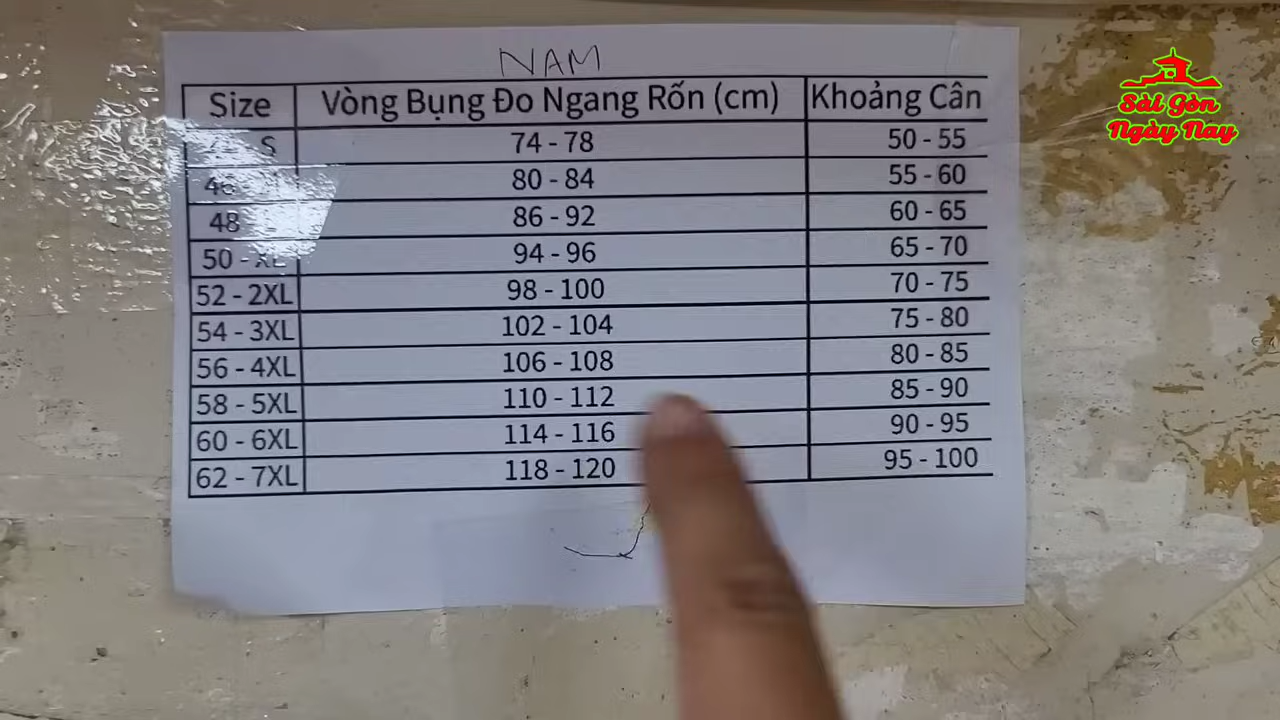 NAM
Size Vòng Bụng Đo Ngang Rốn (cm) Khoảng Cân
S 74 - 78 50 - 55
46 80 - 84 55 - 60
48 86 - 92 60 - 65
50 - XL 94 - 96 65 - 70
52 - 2XL 98 - 100 70 - 75
54 - 3XL 102 - 104 75 - 80
56 - 4XL 106 - 108 80 - 85
58 - 5XL 110 - 112 85 - 90
60 - 6XL 114 - 116 90 - 95
62 - 7XL 118 - 120 95 - 100
Sài Gòn
Ngày Nay